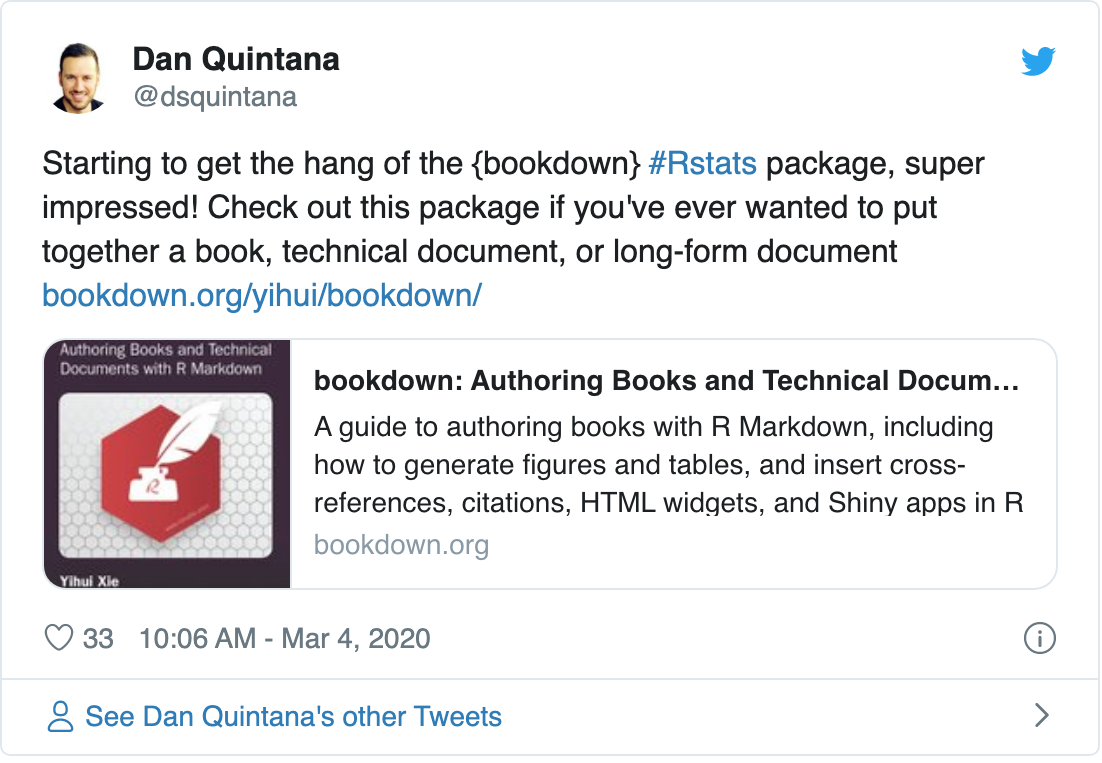 Dan Quintana
@dsquintana
Starting to get the hang of the {bookdown} #Rstats package, super
impressed! Check out this package if you've ever wanted to put
together a book, technical document, or long-form document
bookdown.org/yihui/bookdown/
Authoring Books and Technical
Documents with R Markdown
R
Yihui Xie
bookdown: Authoring Books and Technical Docum...
A guide to authoring books with R Markdown, including
how to generate figures and tables, and insert cross-
references, citations, HTML widgets, and Shiny apps in R
bookdown.org
33 10:06 AM - Mar 4, 2020
See Dan Quintana's other Tweets